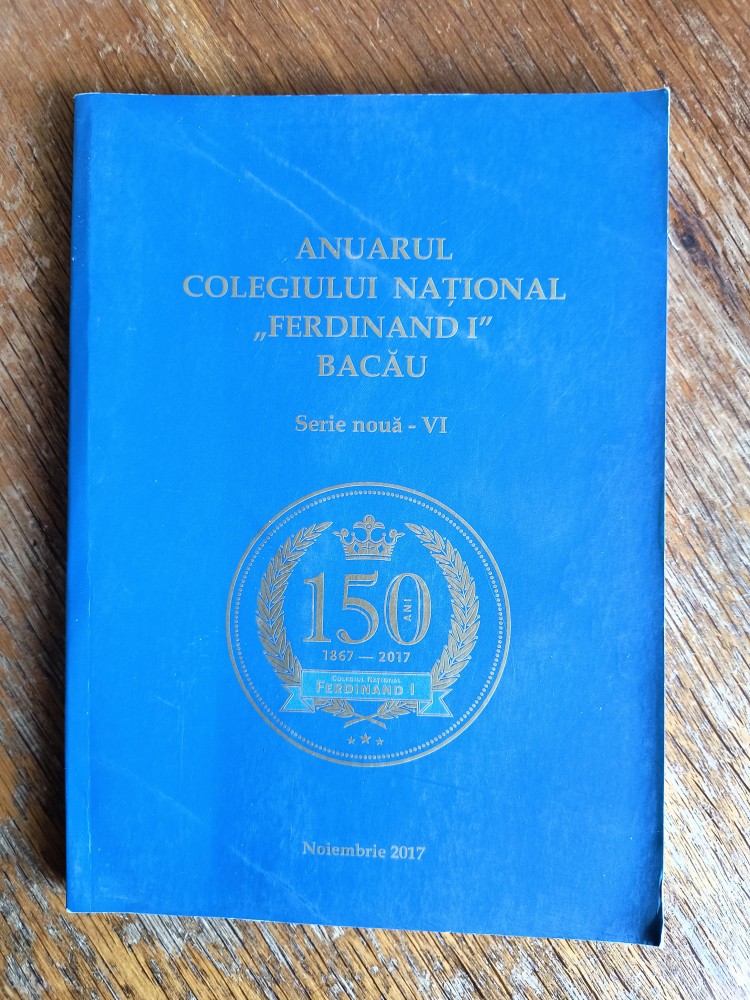 ANUARUL
COLEGIULUI NAȚIONAL
„FERDINAND I”
BACĂU
Serie nouă - VI
150
ANI
1867 — 2017
COLEGIUL NAȚIONAL
FERDINAND I
Noiembrie 2017